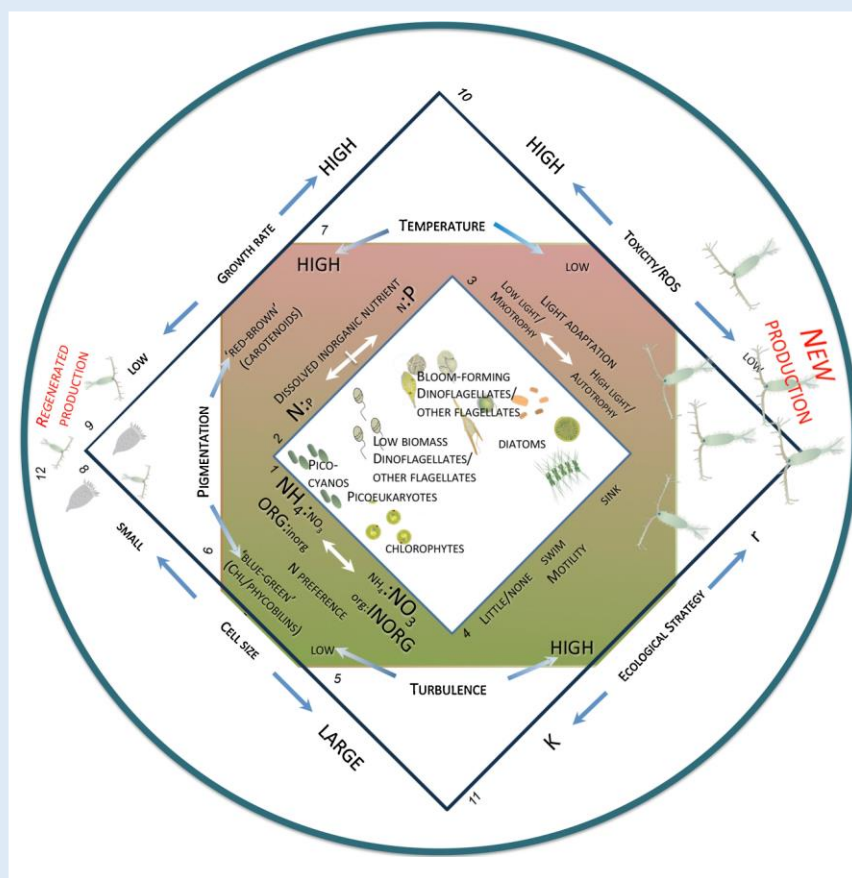 10
HIGH
HIGH
GROWTH RATE
TOXICITY/ROS
LOW
LOW
7
TEMPERATURE
HIGH
LOW
3
N:P
DISSOLVED INORGANIC NUTRIENT
N:P
LOW LIGHT/
MIXOTROPHY
LIGHT ADAPTATION
HIGH LIGHT/
AUTOTROPHY
'RED-BROWN'
(CAROTENOIDS)
PIGMENTATION
'BLUE-GREEN'
(CHL/PHYCOBILINS)
REGENERATED
PRODUCTION
NEW
PRODUCTION
BLOOM-FORMING
DINOFLAGELLATES/
OTHER FLAGELLATES
LOW BIOMASS
DINOFLAGELLATES/
OTHER FLAGELLATES
DIATOMS
PICO-
CYANOS
PICOEUKARYOTES
CHLOROPHYTES
9
12
8
2
1
NH4:NO3
ORG:inorg
N PREFERENCE
NH4:NO3
org:INORG
SINK
SWIM
MOTILITY
LITTLE/NONE
4
SMALL
6
CELL SIZE
LARGE
LOW
5
TURBULENCE
HIGH
r
ECOLOGICAL STRATEGY
K
11